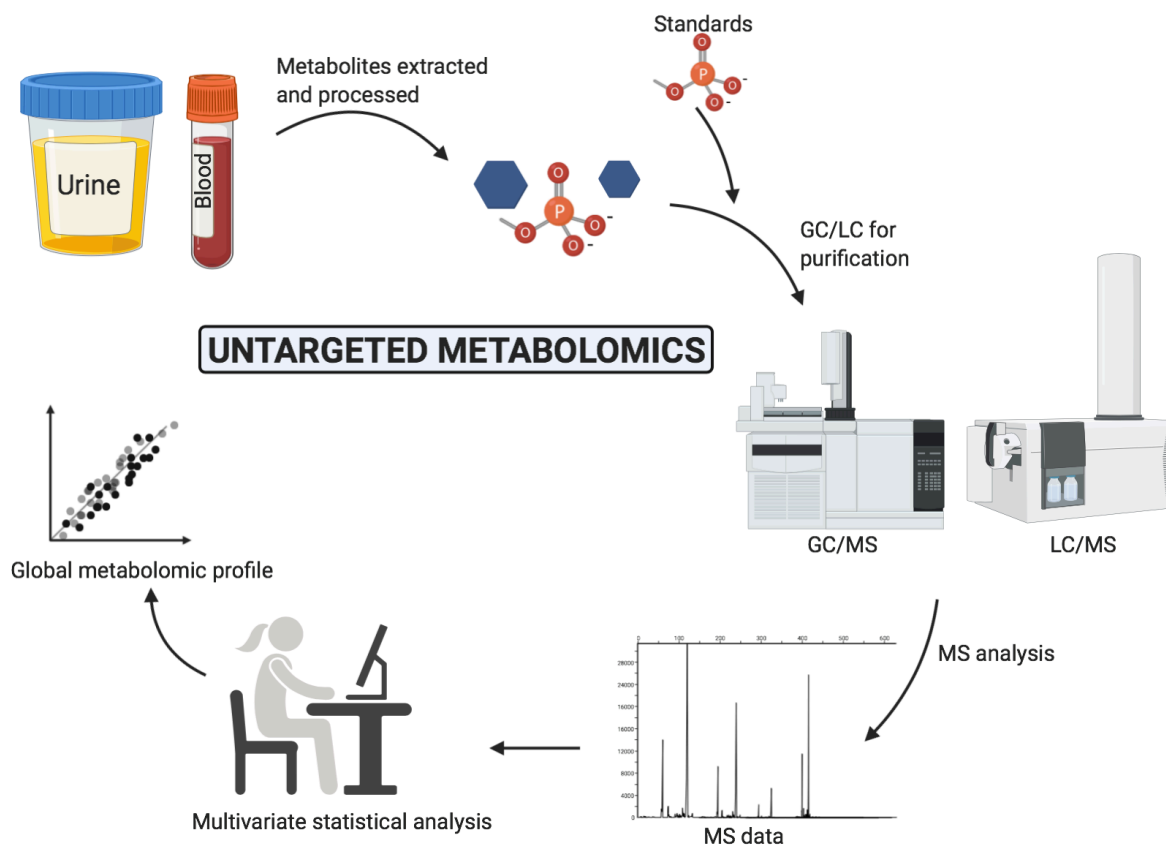 Standards
O
P
O
O
-
O
-
Metabolites extracted
and processed
Urine
Blood
O
P
O
O
-
O
-
GC/LC for
purification
UNTARGETED METABOLOMICS
GC/MS
LC/MS
Global metabolomic profile
MS analysis
0 100 200 300 400 500 600
28000
24000
20000
16000
12000
8000
4000
0
MS data
Multivariate statistical analysis